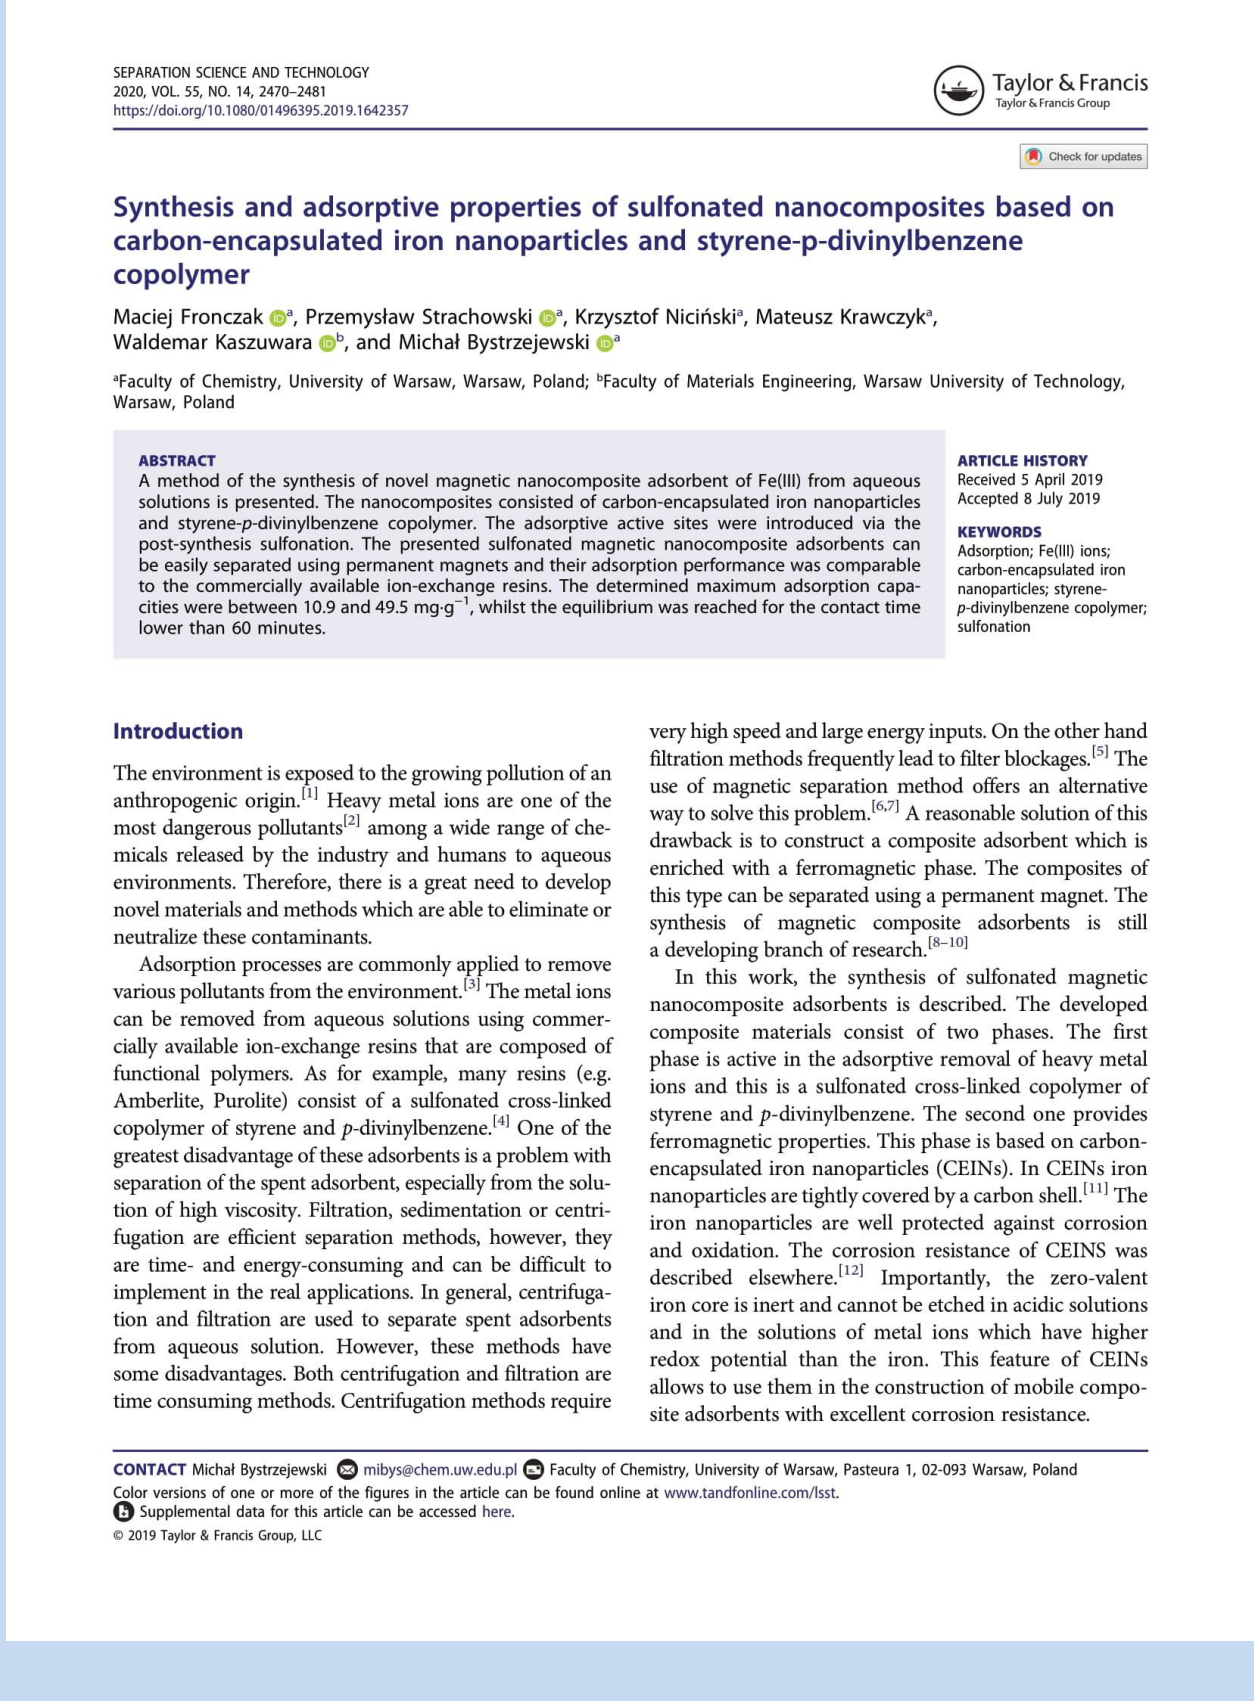 SEPARATION SCIENCE AND TECHNOLOGY
2020, VOL. 55, NO. 14, 2470–2481
https://doi.org/10.1080/01496395.2019.1642357
Taylor & Francis
Taylor & Francis Group
Check for updates
Synthesis and adsorptive properties of sulfonated nanocomposites based on
carbon-encapsulated iron nanoparticles and styrene-p-divinylbenzene
copolymer
Maciej Fronczak iD ᵃ, Przemysław Strachowski iD ᵃ, Krzysztof Nicińskiᵃ, Mateusz Krawczykᵃ,
Waldemar Kaszuwara iD ᵇ, and Michał Bystrzejewski iD ᵃ
ᵃFaculty of Chemistry, University of Warsaw, Warsaw, Poland; ᵇFaculty of Materials Engineering, Warsaw University of Technology,
Warsaw, Poland
ABSTRACT
A method of the synthesis of novel magnetic nanocomposite adsorbent of Fe(III) from aqueous
solutions is presented. The nanocomposites consisted of carbon-encapsulated iron nanoparticles
and styrene-p-divinylbenzene copolymer. The adsorptive active sites were introduced via the
post-synthesis sulfonation. The presented sulfonated magnetic nanocomposite adsorbents can
be easily separated using permanent magnets and their adsorption performance was comparable
to the commercially available ion-exchange resins. The determined maximum adsorption capa-
cities were between 10.9 and 49.5 mg·g⁻¹, whilst the equilibrium was reached for the contact time
lower than 60 minutes.
ARTICLE HISTORY
Received 5 April 2019
Accepted 8 July 2019
KEYWORDS
Adsorption; Fe(III) ions;
carbon-encapsulated iron
nanoparticles; styrene-
p-divinylbenzene copolymer;
sulfonation
Introduction
The environment is exposed to the growing pollution of an
anthropogenic origin.[1] Heavy metal ions are one of the
most dangerous pollutants[2] among a wide range of che-
micals released by the industry and humans to aqueous
environments. Therefore, there is a great need to develop
novel materials and methods which are able to eliminate or
neutralize these contaminants.
Adsorption processes are commonly applied to remove
various pollutants from the environment.[3] The metal ions
can be removed from aqueous solutions using commer-
cially available ion-exchange resins that are composed of
functional polymers. As for example, many resins (e.g.
Amberlite, Purolite) consist of a sulfonated cross-linked
copolymer of styrene and p-divinylbenzene.[4] One of the
greatest disadvantage of these adsorbents is a problem with
separation of the spent adsorbent, especially from the solu-
tion of high viscosity. Filtration, sedimentation or centri-
fugation are efficient separation methods, however, they
are time- and energy-consuming and can be difficult to
implement in the real applications. In general, centrifuga-
tion and filtration are used to separate spent adsorbents
from aqueous solution. However, these methods have
some disadvantages. Both centrifugation and filtration are
time consuming methods. Centrifugation methods require
very high speed and large energy inputs. On the other hand
filtration methods frequently lead to filter blockages.[5] The
use of magnetic separation method offers an alternative
way to solve this problem.[6,7] A reasonable solution of this
drawback is to construct a composite adsorbent which is
enriched with a ferromagnetic phase. The composites of
this type can be separated using a permanent magnet. The
synthesis of magnetic composite adsorbents is still
a developing branch of research.[8–10]
In this work, the synthesis of sulfonated magnetic
nanocomposite adsorbents is described. The developed
composite materials consist of two phases. The first
phase is active in the adsorptive removal of heavy metal
ions and this is a sulfonated cross-linked copolymer of
styrene and p-divinylbenzene. The second one provides
ferromagnetic properties. This phase is based on carbon-
encapsulated iron nanoparticles (CEINs). In CEINs iron
nanoparticles are tightly covered by a carbon shell.[11] The
iron nanoparticles are well protected against corrosion
and oxidation. The corrosion resistance of CEINS was
described elsewhere.[12] Importantly, the zero-valent
iron core is inert and cannot be etched in acidic solutions
and in the solutions of metal ions which have higher
redox potential than the iron. This feature of CEINs
allows to use them in the construction of mobile compo-
site adsorbents with excellent corrosion resistance.
CONTACT Michał Bystrzejewski mibys@chem.uw.edu.pl Faculty of Chemistry, University of Warsaw, Pasteura 1, 02-093 Warsaw, Poland
Color versions of one or more of the figures in the article can be found online at www.tandfonline.com/lsst.
Supplemental data for this article can be accessed here.
© 2019 Taylor & Francis Group, LLC